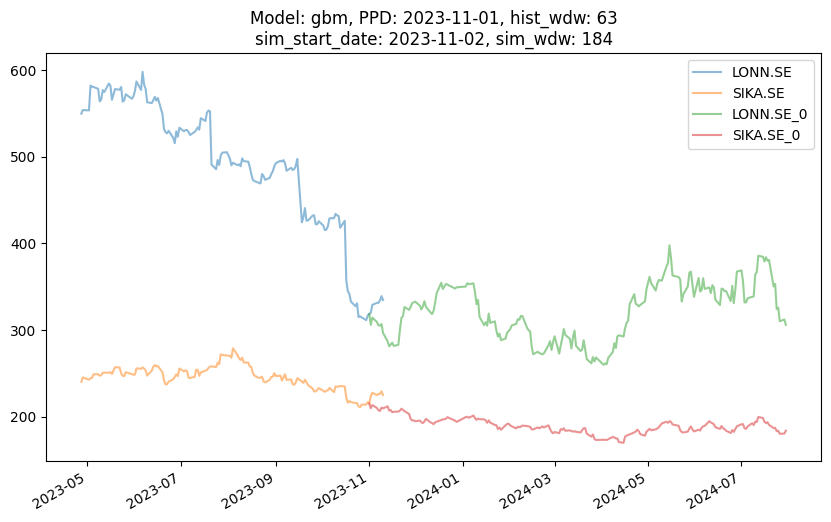 Model: gbm, PPD: 2023-11-01, hist_wdw: 63
sim_start_date: 2023-11-02, sim_wdw: 184
LONN.SE
SIKA.SE
LONN.SE_0
SIKA.SE_0
600
500
400
300
200
2023-05
2023-07
2023-09
2023-11
2024-01
2024-03
2024-05
2024-07